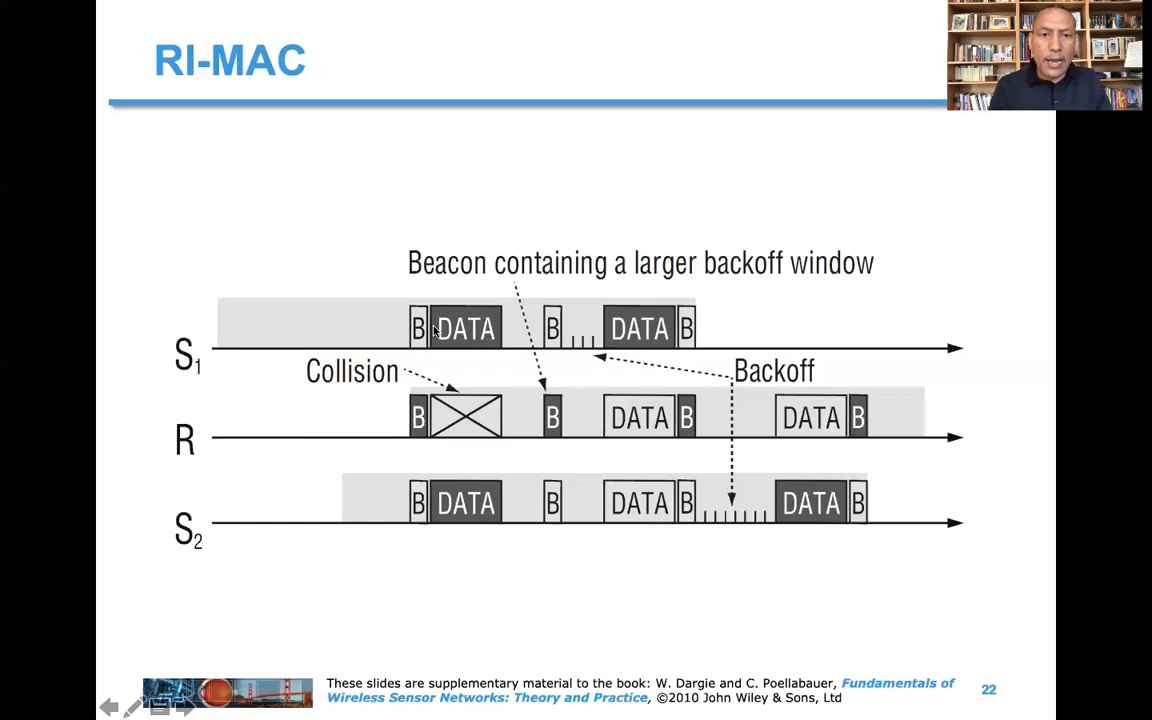 RI-MAC
Beacon containing a larger backoff window
B DATA B DATA B
S1
Collision
Backoff
B B DATA B DATA B
R
B DATA B DATA B DATA B
S2
These slides are supplementary material to the book: W. Dargie and C. Poellabauer, Fundamentals of
Wireless Sensor Networks: Theory and Practice, ©2010 John Wiley & Sons, Ltd
22